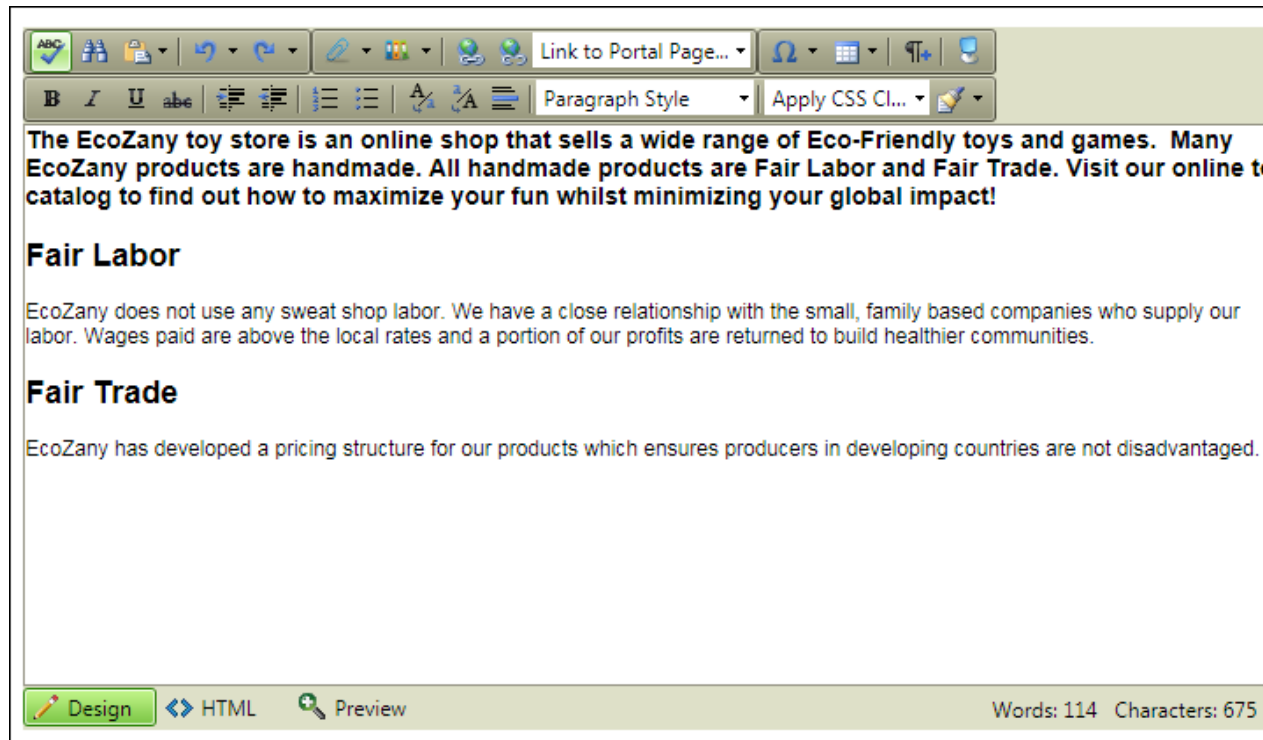 ABC
Link to Portal Page...
B I U abc
Paragraph Style
Apply CSS Cl...
The EcoZany toy store is an online shop that sells a wide range of Eco-Friendly toys and games. Many
EcoZany products are handmade. All handmade products are Fair Labor and Fair Trade. Visit our online
catalog to find out how to maximize your fun whilst minimizing your global impact!
Fair Labor
EcoZany does not use any sweat shop labor. We have a close relationship with the small, family based companies who supply our
labor. Wages paid are above the local rates and a portion of our profits are returned to build healthier communities.
Fair Trade
EcoZany has developed a pricing structure for our products which ensures producers in developing countries are not disadvantaged.
Design
HTML
Preview
Words: 114 Characters: 675